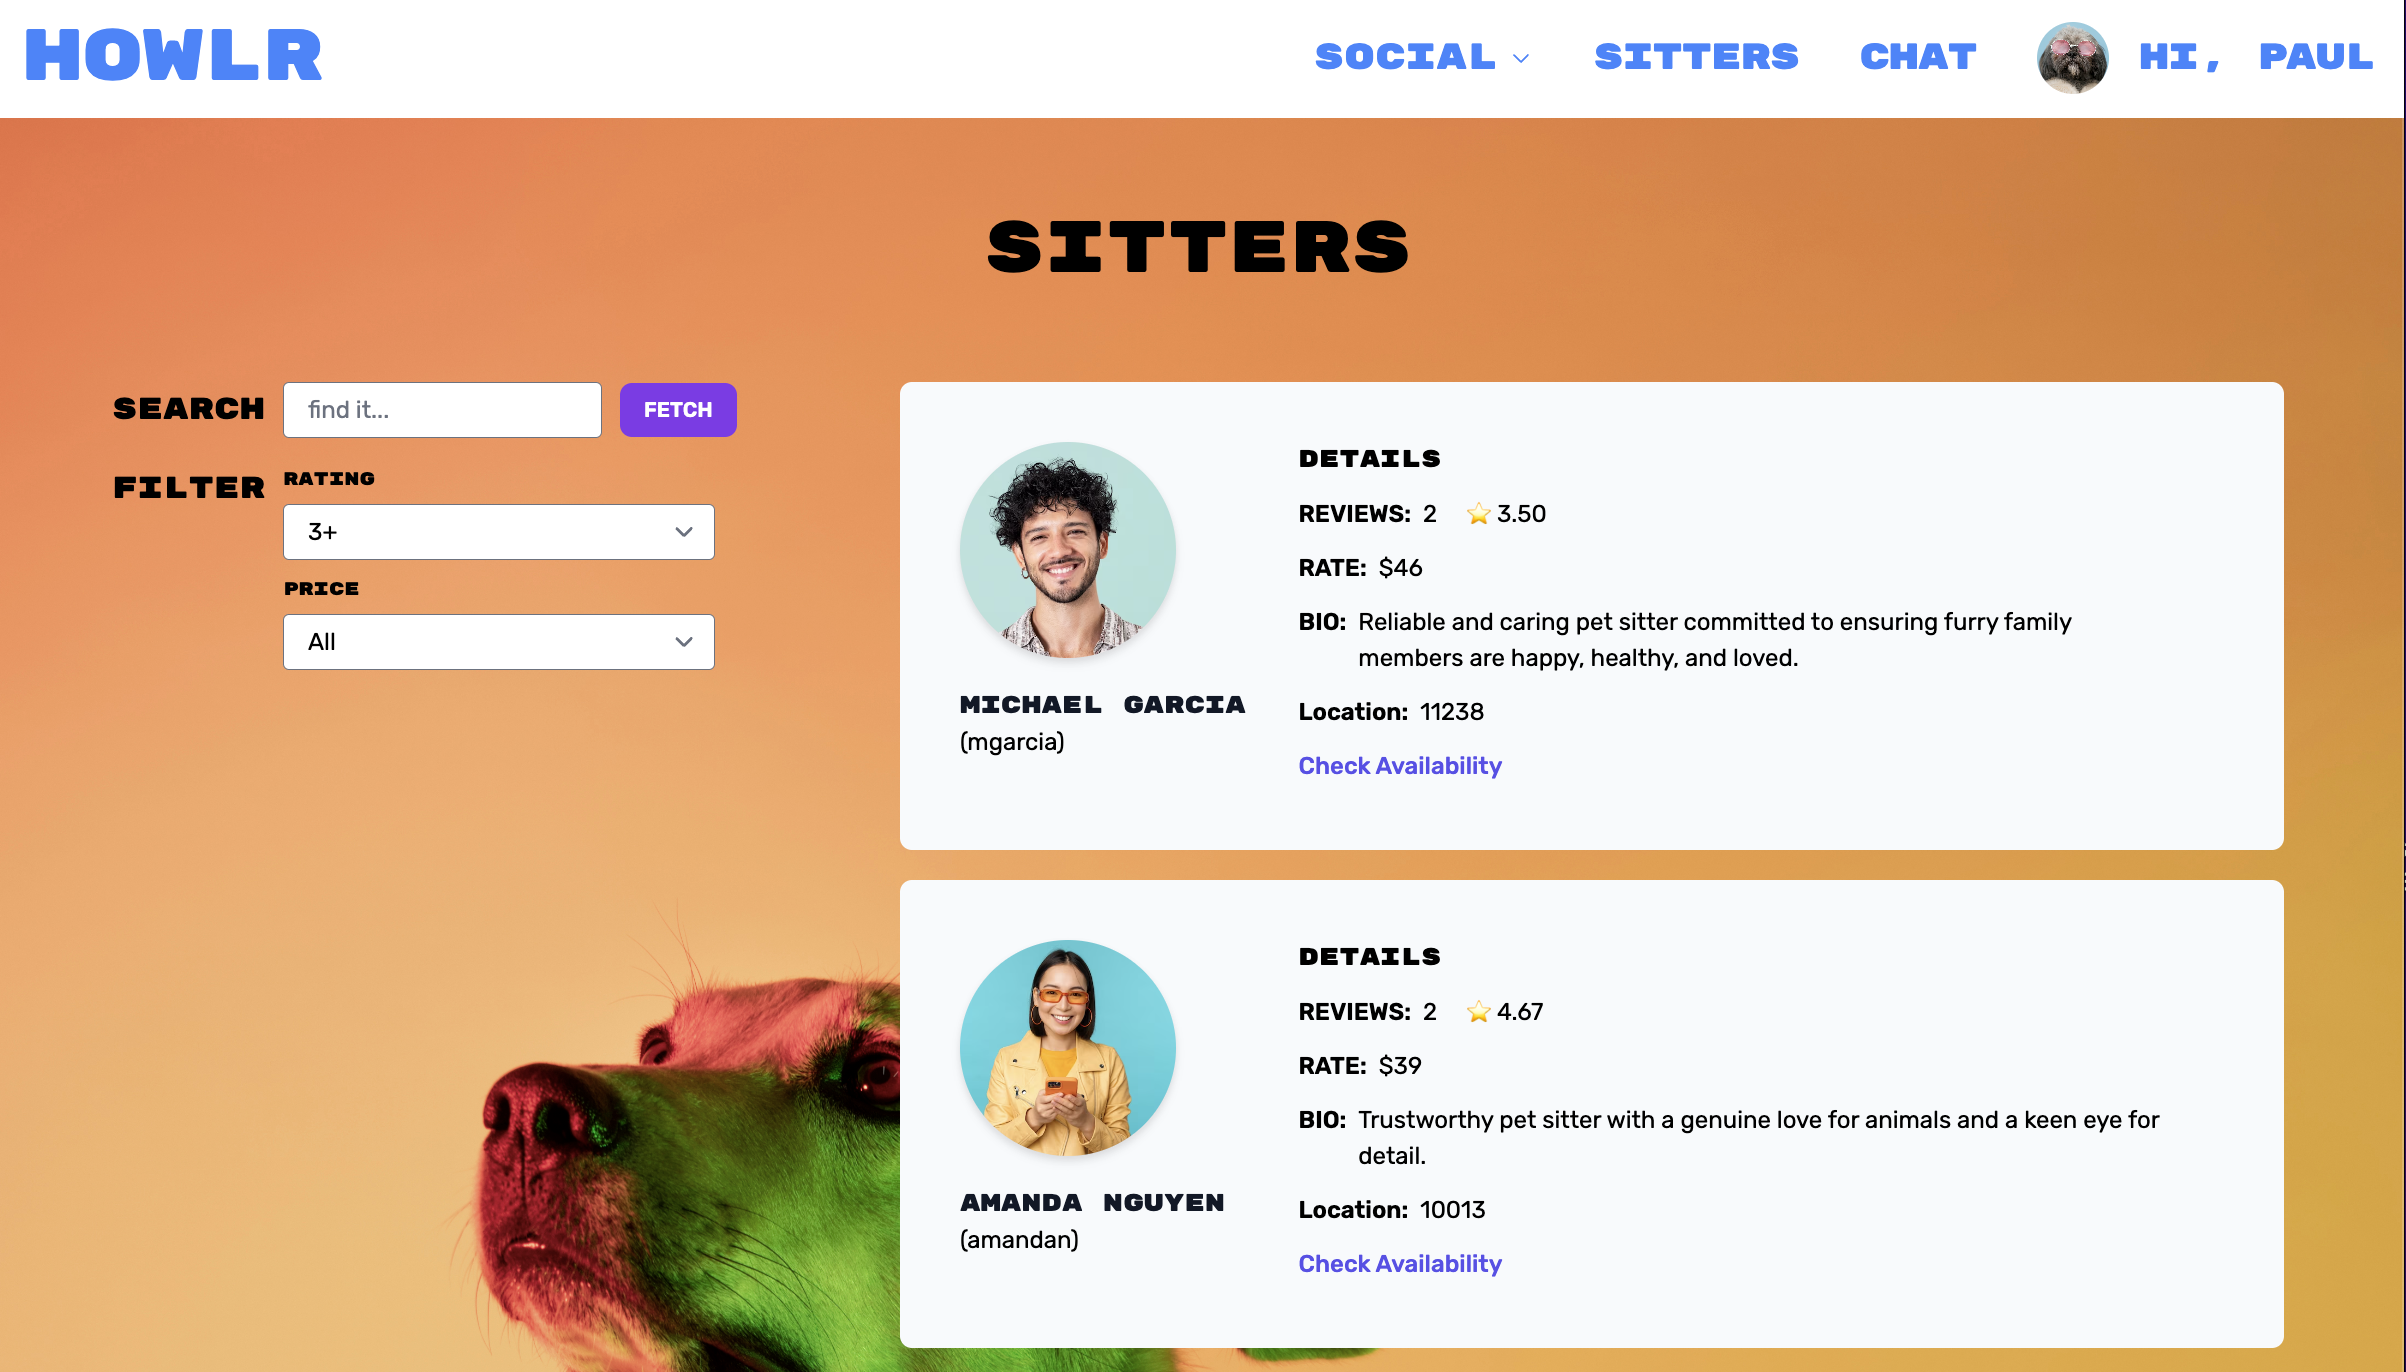 HOWLR
SOCIAL
SITTERS
CHAT
HI, PAUL
SITTERS
SEARCH
find it...
FETCH
FILTER
RATING
3+
PRICE
All
MICHAEL GARCIA
(mgarcia)
DETAILS
REVIEWS: 2 ⭐ 3.50
RATE: $46
BIO: Reliable and caring pet sitter committed to ensuring furry family
members are happy, healthy, and loved.
Location: 11238
Check Availability
AMANDA NGUYEN
(amandan)
DETAILS
REVIEWS: 2 ⭐ 4.67
RATE: $39
BIO: Trustworthy pet sitter with a genuine love for animals and a keen eye for
detail.
Location: 10013
Check Availability